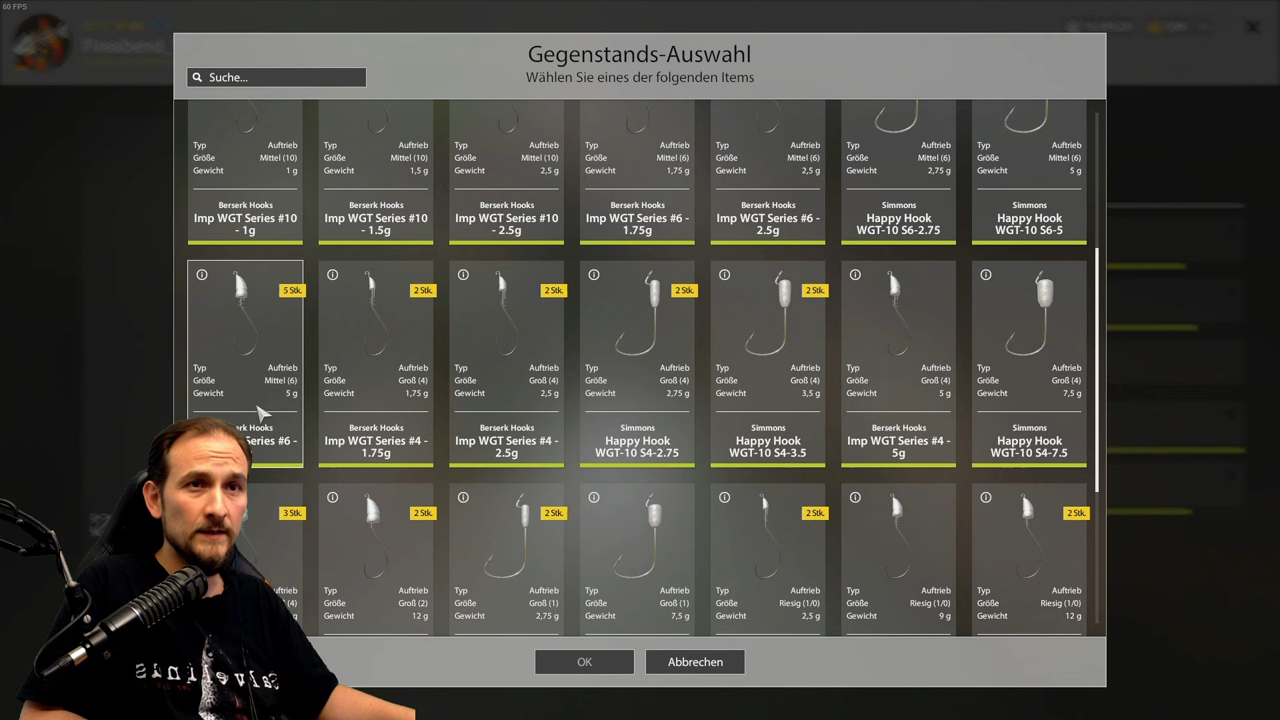 60 FPS
Gegenstands-Auswahl
Suche...
Wählen Sie eines der folgenden Items
Typ Auftrieb
Größe Mittel (10)
Gewicht 1 g
Berserk Hooks
Imp WGT Series #10
- 1g
Typ Auftrieb
Größe Mittel (10)
Gewicht 1,5 g
Berserk Hooks
Imp WGT Series #10
- 1.5g
Typ Auftrieb
Größe Mittel (10)
Gewicht 2,5 g
Berserk Hooks
Imp WGT Series #10
- 2.5g
Typ Auftrieb
Größe Mittel (6)
Gewicht 1,75 g
Berserk Hooks
Imp WGT Series #6 -
1.75g
Typ Auftrieb
Größe Mittel (6)
Gewicht 2,5 g
Berserk Hooks
Imp WGT Series #6 -
2.5g
Typ Auftrieb
Größe Mittel (6)
Gewicht 2,75 g
Simmons
Happy Hook
WGT-10 S6-2.75
Typ Auftrieb
Größe Mittel (6)
Gewicht 5 g
Simmons
Happy Hook
WGT-10 S6-5
5 Stk.
Typ Auftrieb
Größe Mittel (6)
Gewicht 5 g
Hooks
Series #6 -
2 Stk.
Typ Auftrieb
Größe Groß (4)
Gewicht 1,75 g
Berserk Hooks
Imp WGT Series #4 -
1.75g
2 Stk.
Typ Auftrieb
Größe Groß (4)
Gewicht 2,5 g
Berserk Hooks
Imp WGT Series #4 -
2.5g
2 Stk.
Typ Auftrieb
Größe Groß (4)
Gewicht 2,75 g
Simmons
Happy Hook
WGT-10 S4-2.75
2 Stk.
Typ Auftrieb
Größe Groß (4)
Gewicht 3,5 g
Simmons
Happy Hook
WGT-10 S4-3.5
Typ Auftrieb
Größe Groß (4)
Gewicht 5 g
Berserk Hooks
Imp WGT Series #4 -
5g
Typ Auftrieb
Größe Groß (4)
Gewicht 7,5 g
Simmons
Happy Hook
WGT-10 S4-7.5
3 Stk.
(4)
g
2 Stk.
Typ Auftrieb
Größe Groß (2)
Gewicht 12 g
2 Stk.
Typ Auftrieb
Größe Groß (1)
Gewicht 2,75 g
Typ Auftrieb
Größe Groß (1)
Gewicht 7,5 g
2 Stk.
Typ Auftrieb
Größe Riesig (1/0)
Gewicht 2,5 g
Typ Auftrieb
Größe Riesig (1/0)
Gewicht 9 g
2 Stk.
Typ Auftrieb
Größe Riesig (1/0)
Gewicht 12 g
OK
Abbrechen